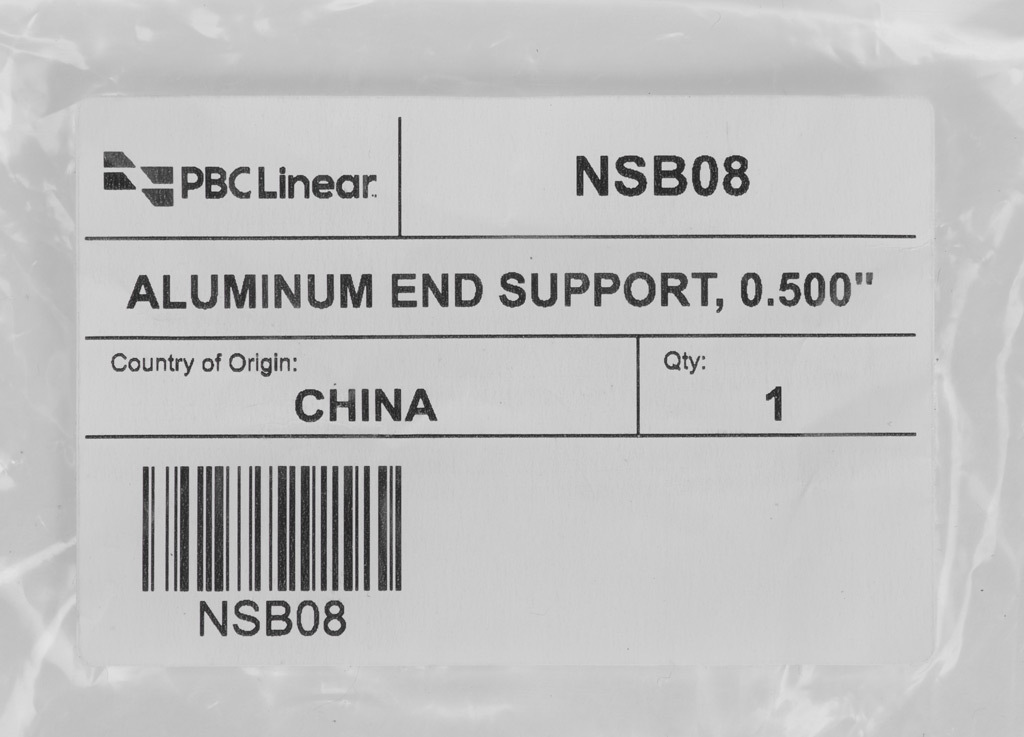 PBC Linear
NSB08
ALUMINUM END SUPPORT, 0.500"
Country of Origin:
CHINA
Qty:
1
NSB08